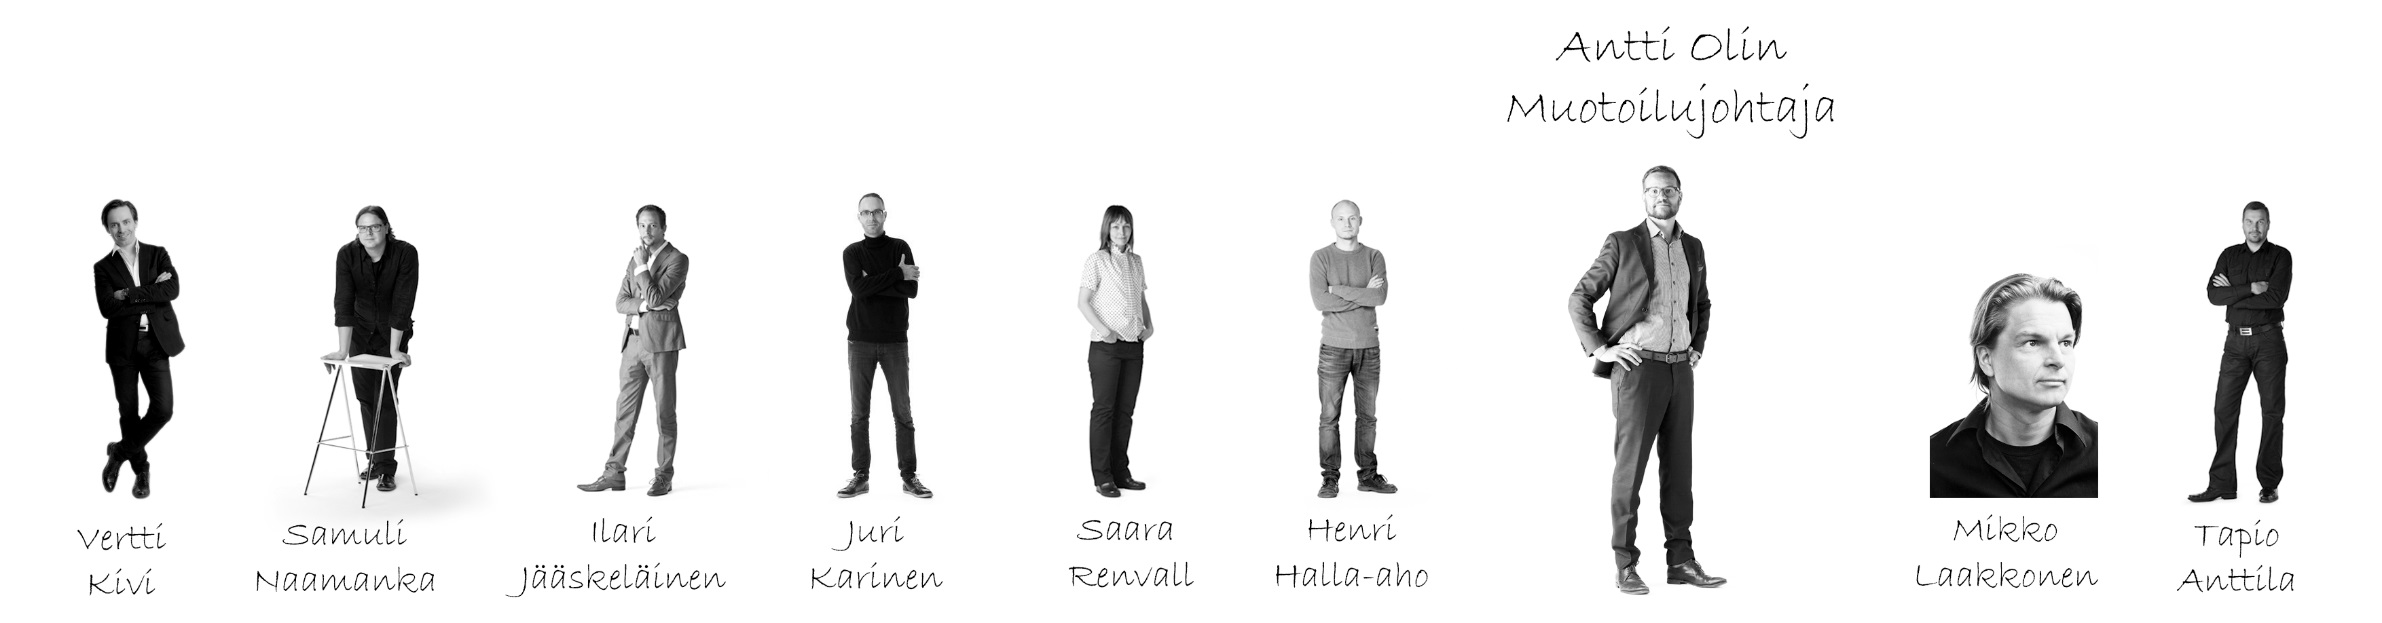 Antti Olin
Muotoilujohtaja
Vertti
Kivi
Samuli
Naamanka
Ilari
Jääskeläinen
Juri
Karinen
Saara
Renvall
Henri
Halla-aho
Mikko
Laakkonen
Tapio
Anttila